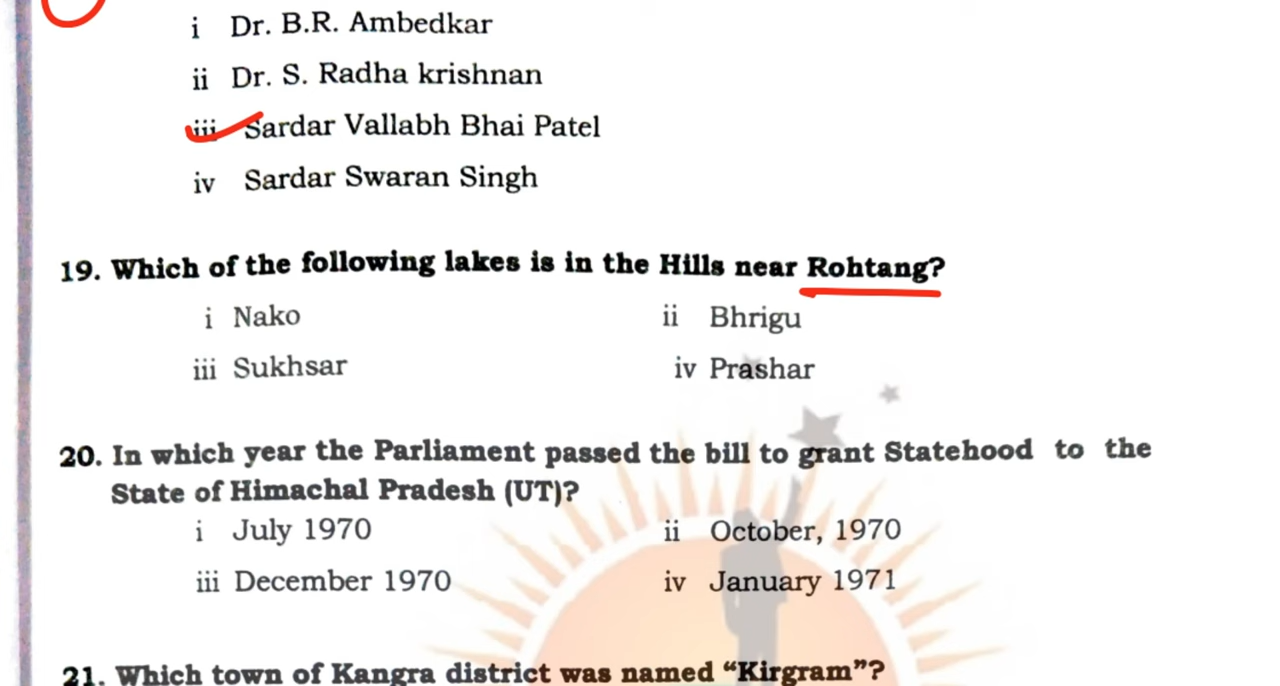 i Dr. B.R. Ambedkar
ii Dr. S. Radha krishnan
iii Sardar Vallabh Bhai Patel
iv Sardar Swaran Singh
19. Which of the following lakes is in the Hills near Rohtang?
i Nako ii Bhrigu
iii Sukhsar iv Prashar
20. In which year the Parliament passed the bill to grant Statehood to the
State of Himachal Pradesh (UT)?
i July 1970 ii October, 1970
iii December 1970 iv January 1971
21. Which town of Kangra district was named “Kirgram”?